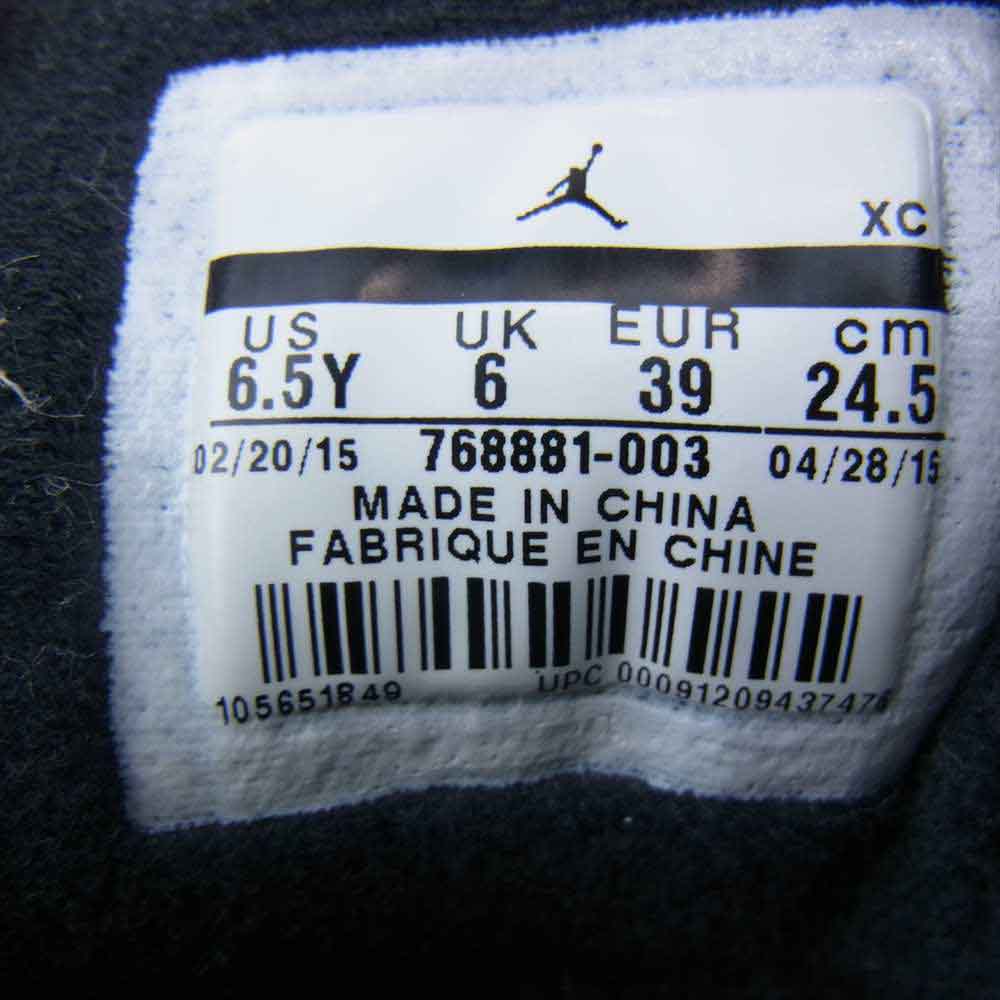 XC
US UK EUR cm
6.5Y 6 39 24.5
02/20/15 768881-003 04/28/15
MADE IN CHINA
FABRIQUE EN CHINE
105651849 UPC 00091209437476